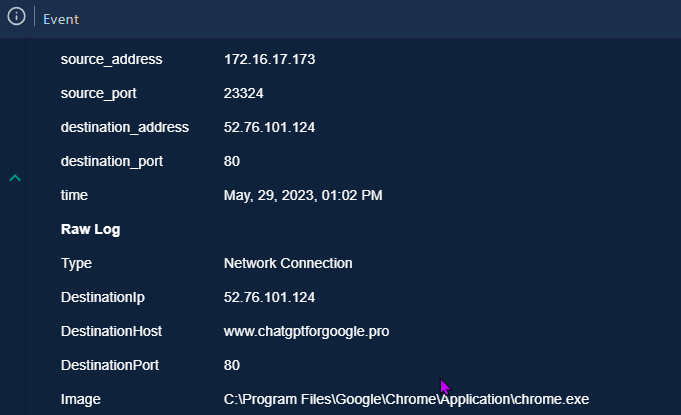 Event
source_address 172.16.17.173
source_port 23324
destination_address 52.76.101.124
destination_port 80
time May, 29, 2023, 01:02 PM
Raw Log
Type Network Connection
DestinationIp 52.76.101.124
DestinationHost www.chatgptforgoogle.pro
DestinationPort 80
Image C:\Program Files\Google\Chrome\Application\chrome.exe